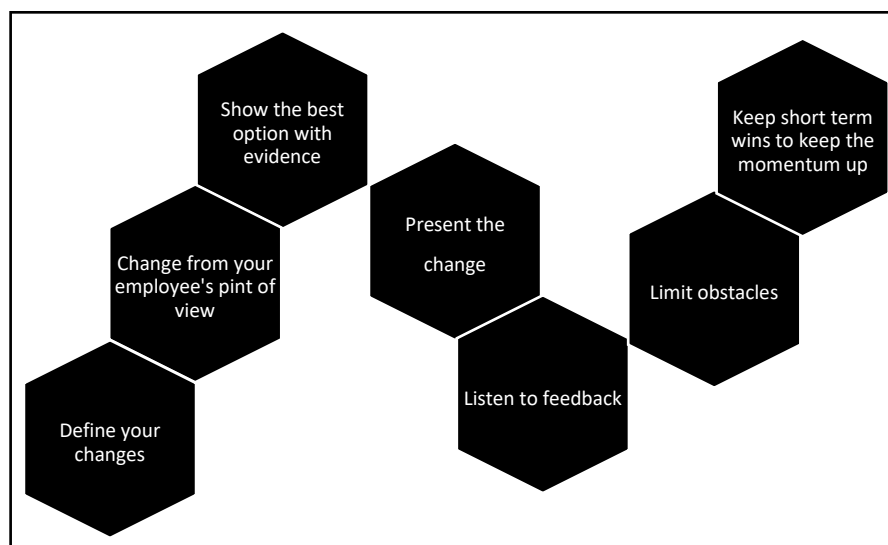 Define your
changes
Change from your
employee's pint of
view
Show the best
option with
evidence
Present the
change
Listen to feedback
Limit obstacles
Keep short term
wins to keep the
momentum up